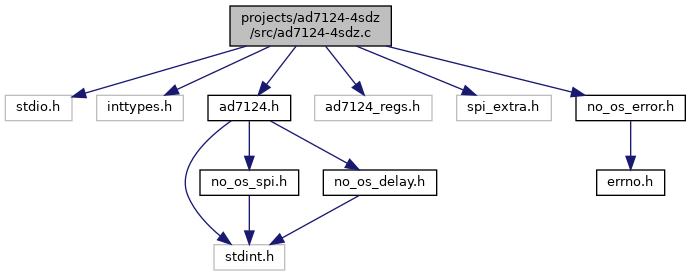 projects/ad7124-4sdz
/src/ad7124-4sdz.c
stdio.h
inttypes.h
ad7124.h
ad7124_regs.h
spi_extra.h
no_os_error.h
no_os_spi.h
no_os_delay.h
errno.h
stdint.h